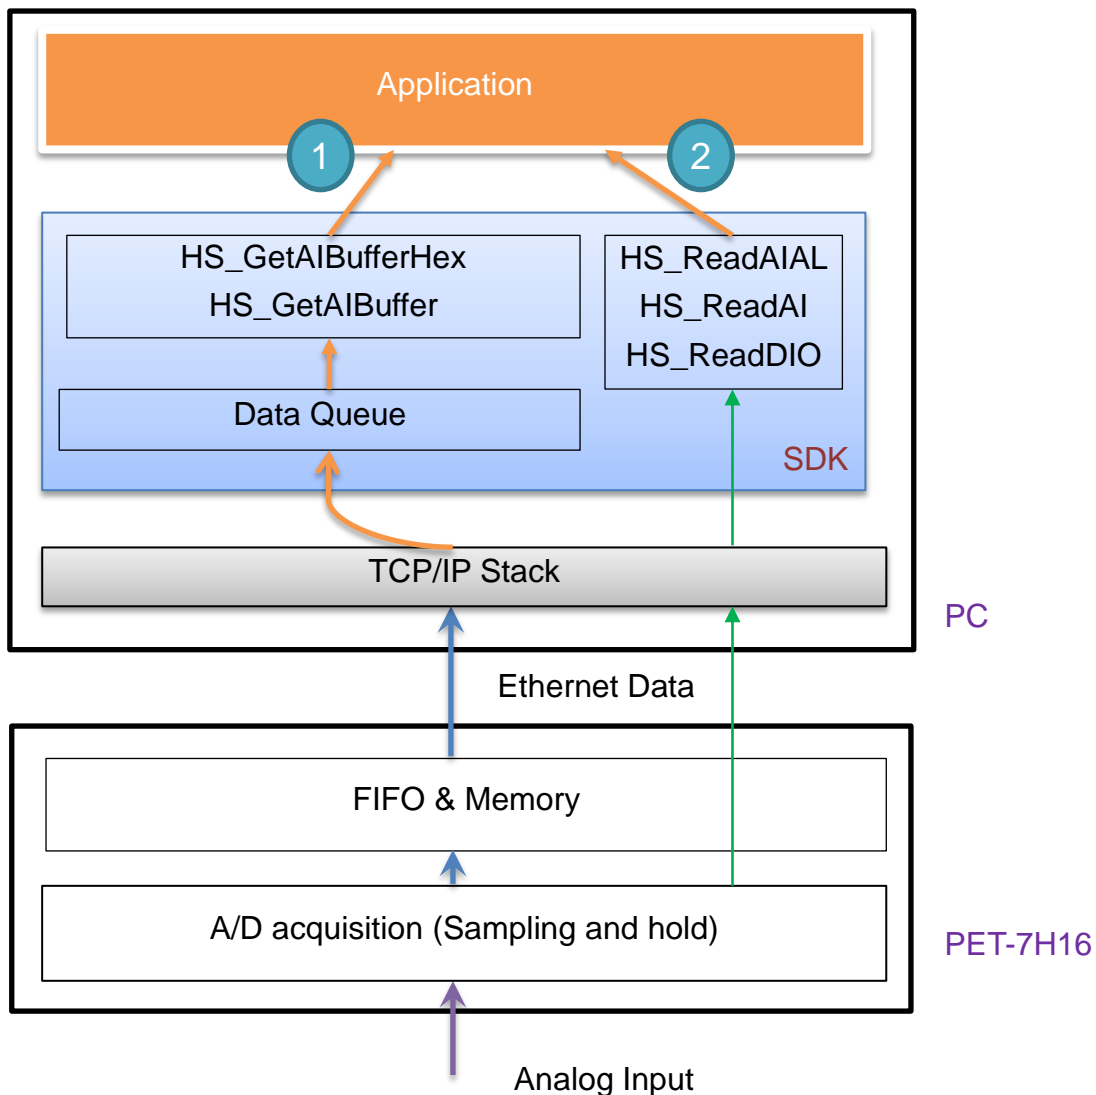 Application
1
2
HS_GetAIBufferHex
HS_GetAIBuffer
HS_ReadAIAL
HS_ReadAI
HS_ReadDIO
Data Queue
SDK
TCP/IP Stack
PC
Ethernet Data
FIFO & Memory
A/D acquisition (Sampling and hold)
PET-7H16
Analog Input